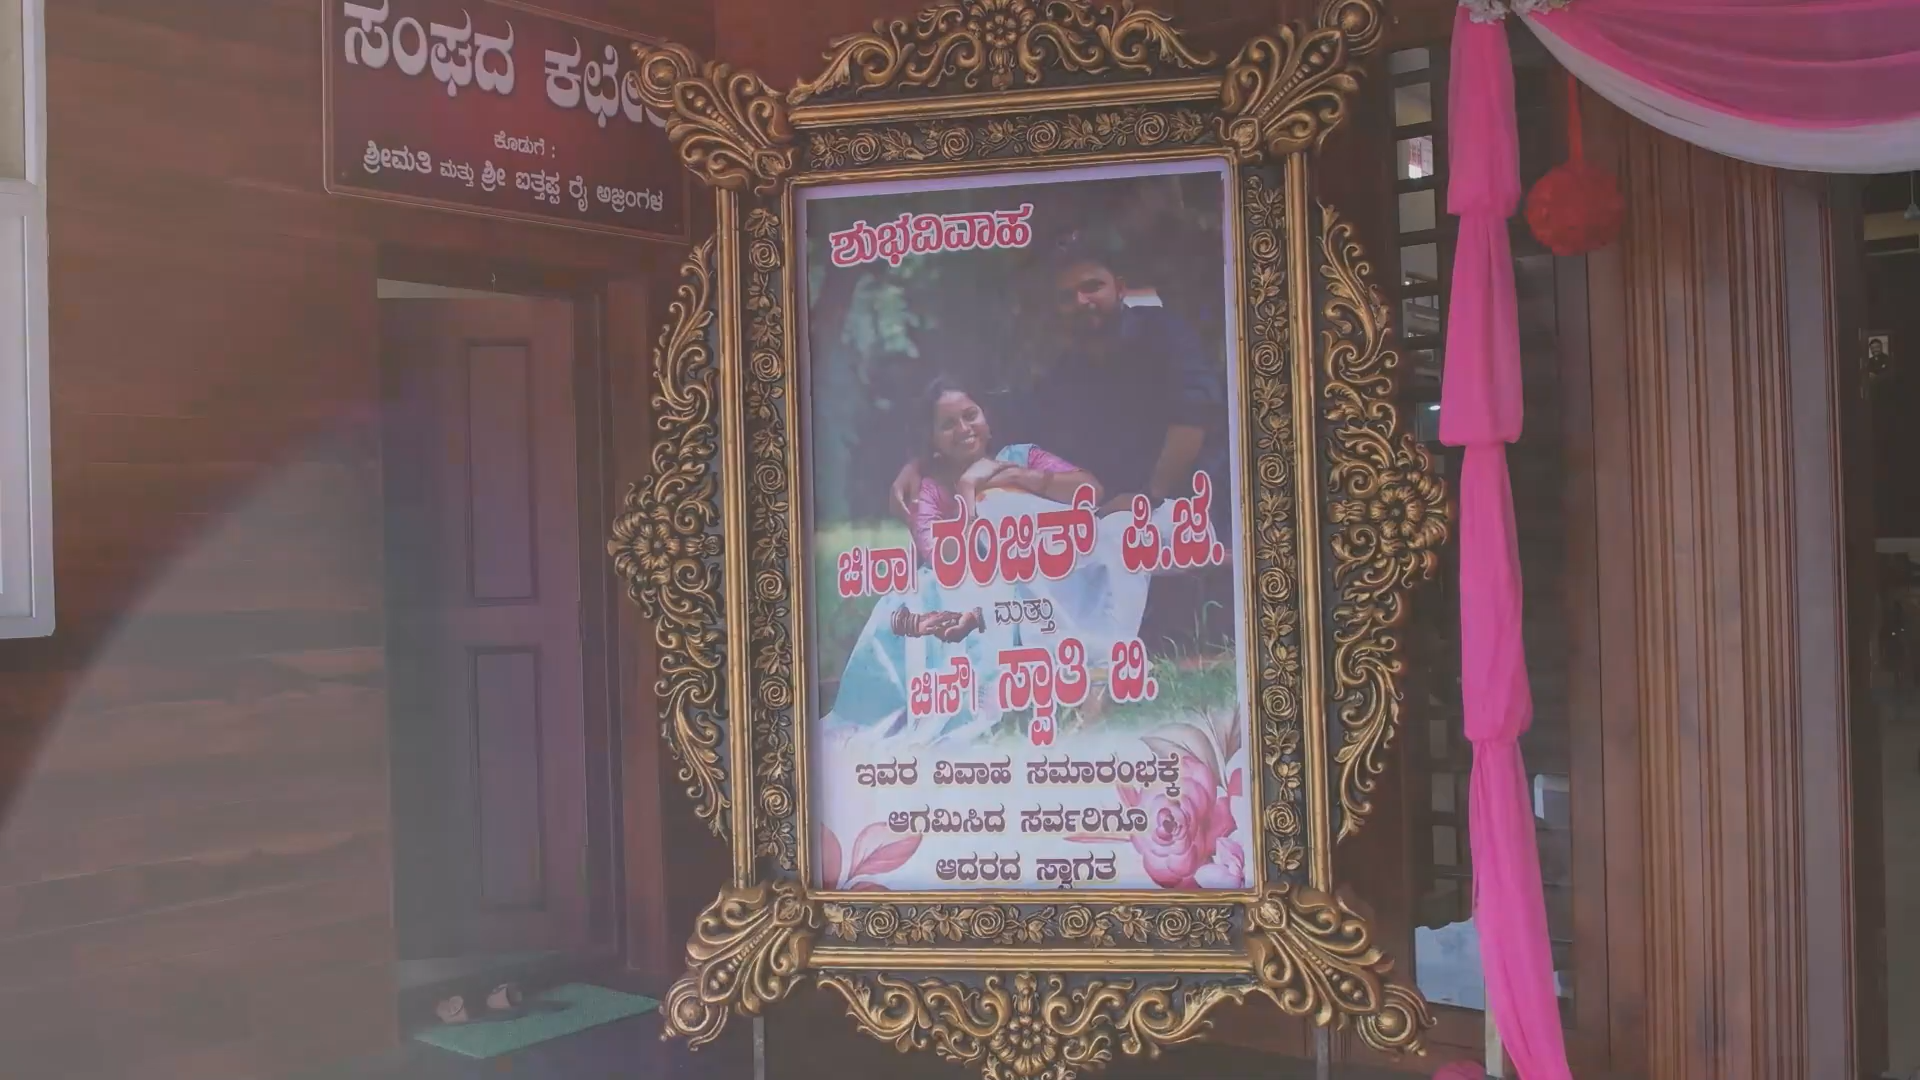 ಸಂಘದ ಕಛೇ
ಕೊಡುಗೆ :
ಶ್ರೀಮತಿ ಮತ್ತು ಶ್ರೀ ಐತ್ತಪ್ಪ ರೈ ಅಜ್ರಂಗಳ
ಶುಭವಿವಾಹ
ಚಿ|ರಾ| ರಂಜಿತ್ ಪಿ.ಜೆ.
ಮತ್ತು
ಚಿ|ಸೌ| ಸ್ವಾತಿ ಬಿ.
ಇವರ ವಿವಾಹ ಸಮಾರಂಭಕ್ಕೆ
ಆಗಮಿಸಿದ ಸರ್ವರಿಗೂ
ಆದರದ ಸ್ವಾಗತ